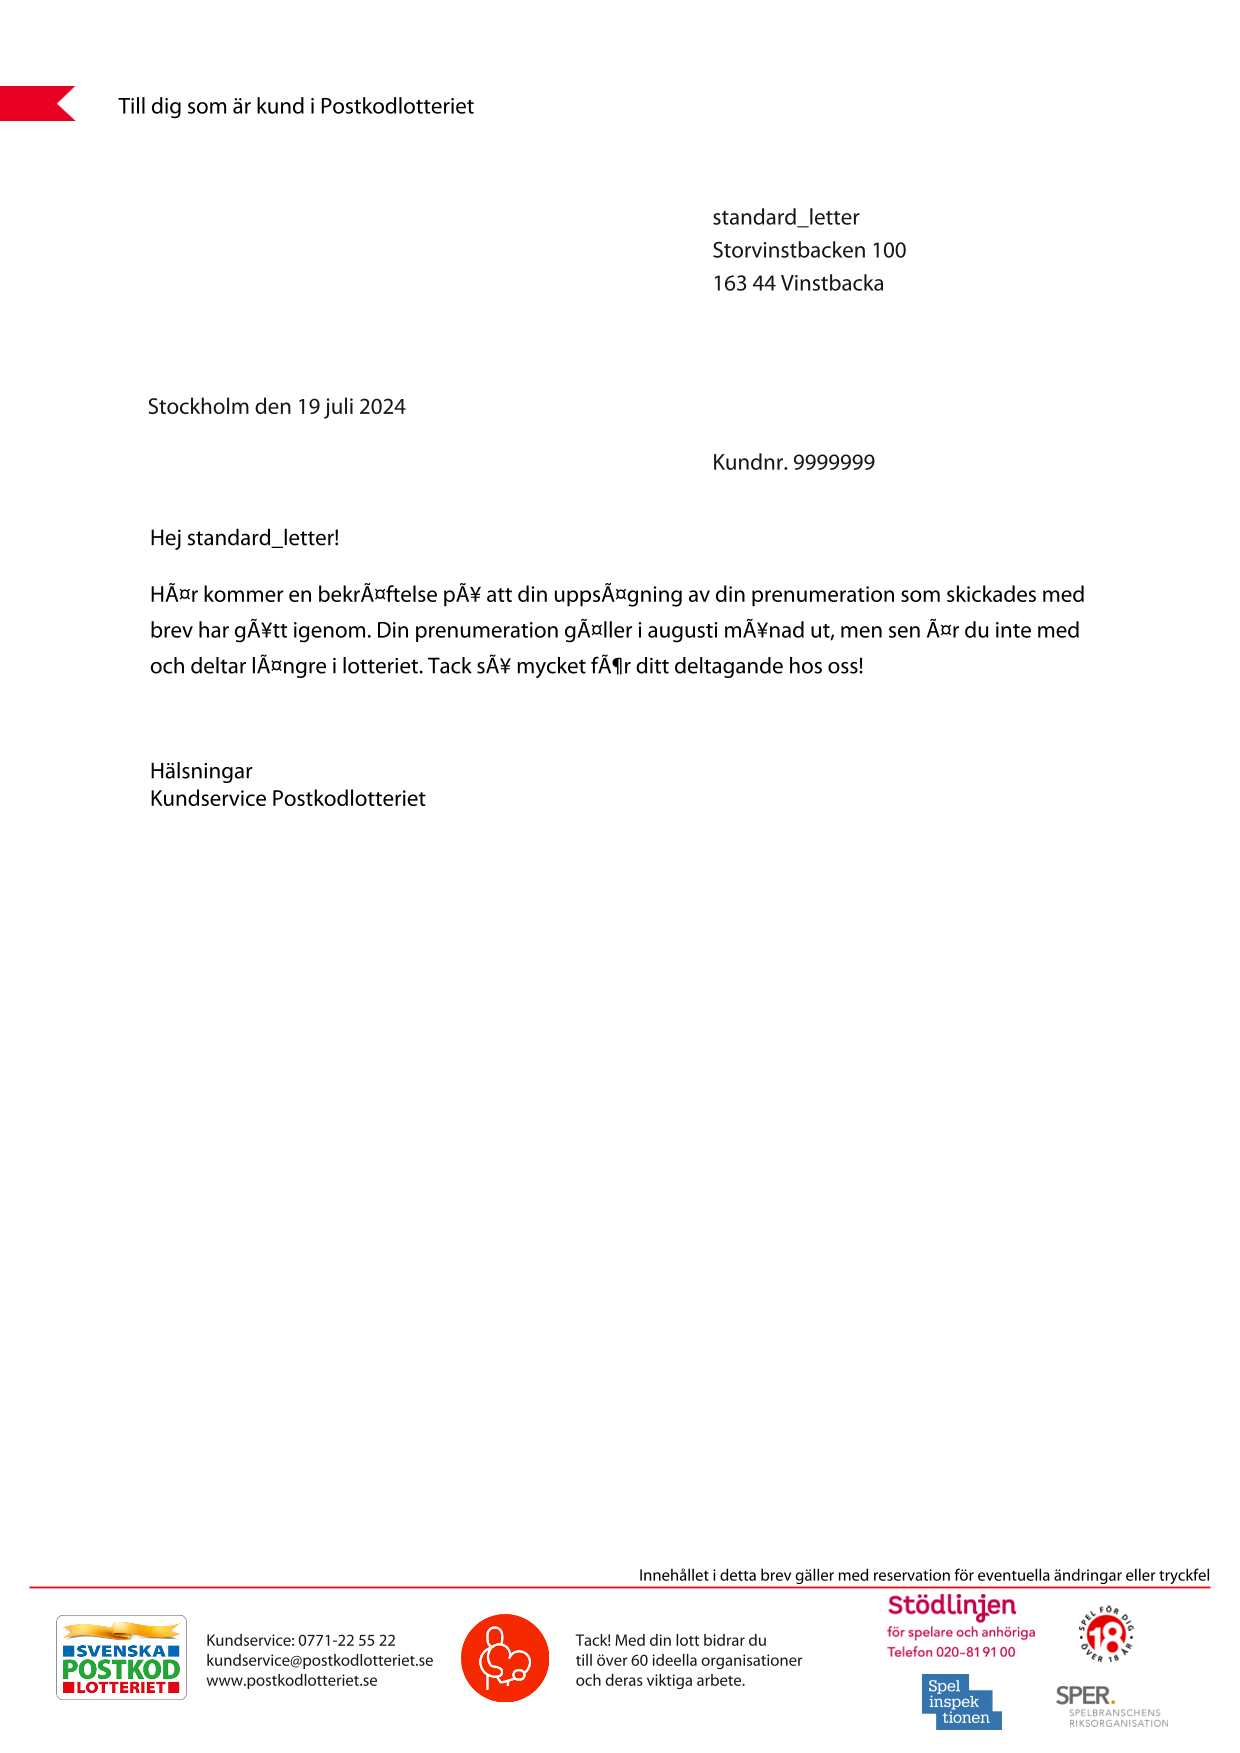 Till dig som är kund i Postkodlotteriet
standard_letter
Storvinstbacken 100
163 44 Vinstbacka
Stockholm den 19 juli 2024
Kundnr. 9999999
Hej standard_letter!
HÃ¤r kommer en bekrÃ¤ftelse pÃ¥ att din uppsÃ¤gning av din prenumeration som skickades med
brev har gÃ¥tt igenom. Din prenumeration gÃ¤ller i augusti mÃ¥nad ut, men sen Ã¤r du inte med
och deltar lÃ¤ngre i lotteriet. Tack sÃ¥ mycket fÃ¶r ditt deltagande hos oss!
Hälsningar
Kundservice Postkodlotteriet
Innehållet i detta brev gäller med reservation för eventuella ändringar eller tryckfel
SVENSKA
POSTKOD
LOTTERIET
Kundservice: 0771-22 55 22
kundservice@postkodlotteriet.se
www.postkodlotteriet.se
Tack! Med din lott bidrar du
till över 60 ideella organisationer
och deras viktiga arbete.
Stödlinjen
för spelare och anhöriga
Telefon 020-81 91 00
SPEL FÖR DIG
18
ÖVER 18 ÅR
Spel
inspek
tionen
SPER.
SPELBRANSCHENS
RIKSORGANISATION